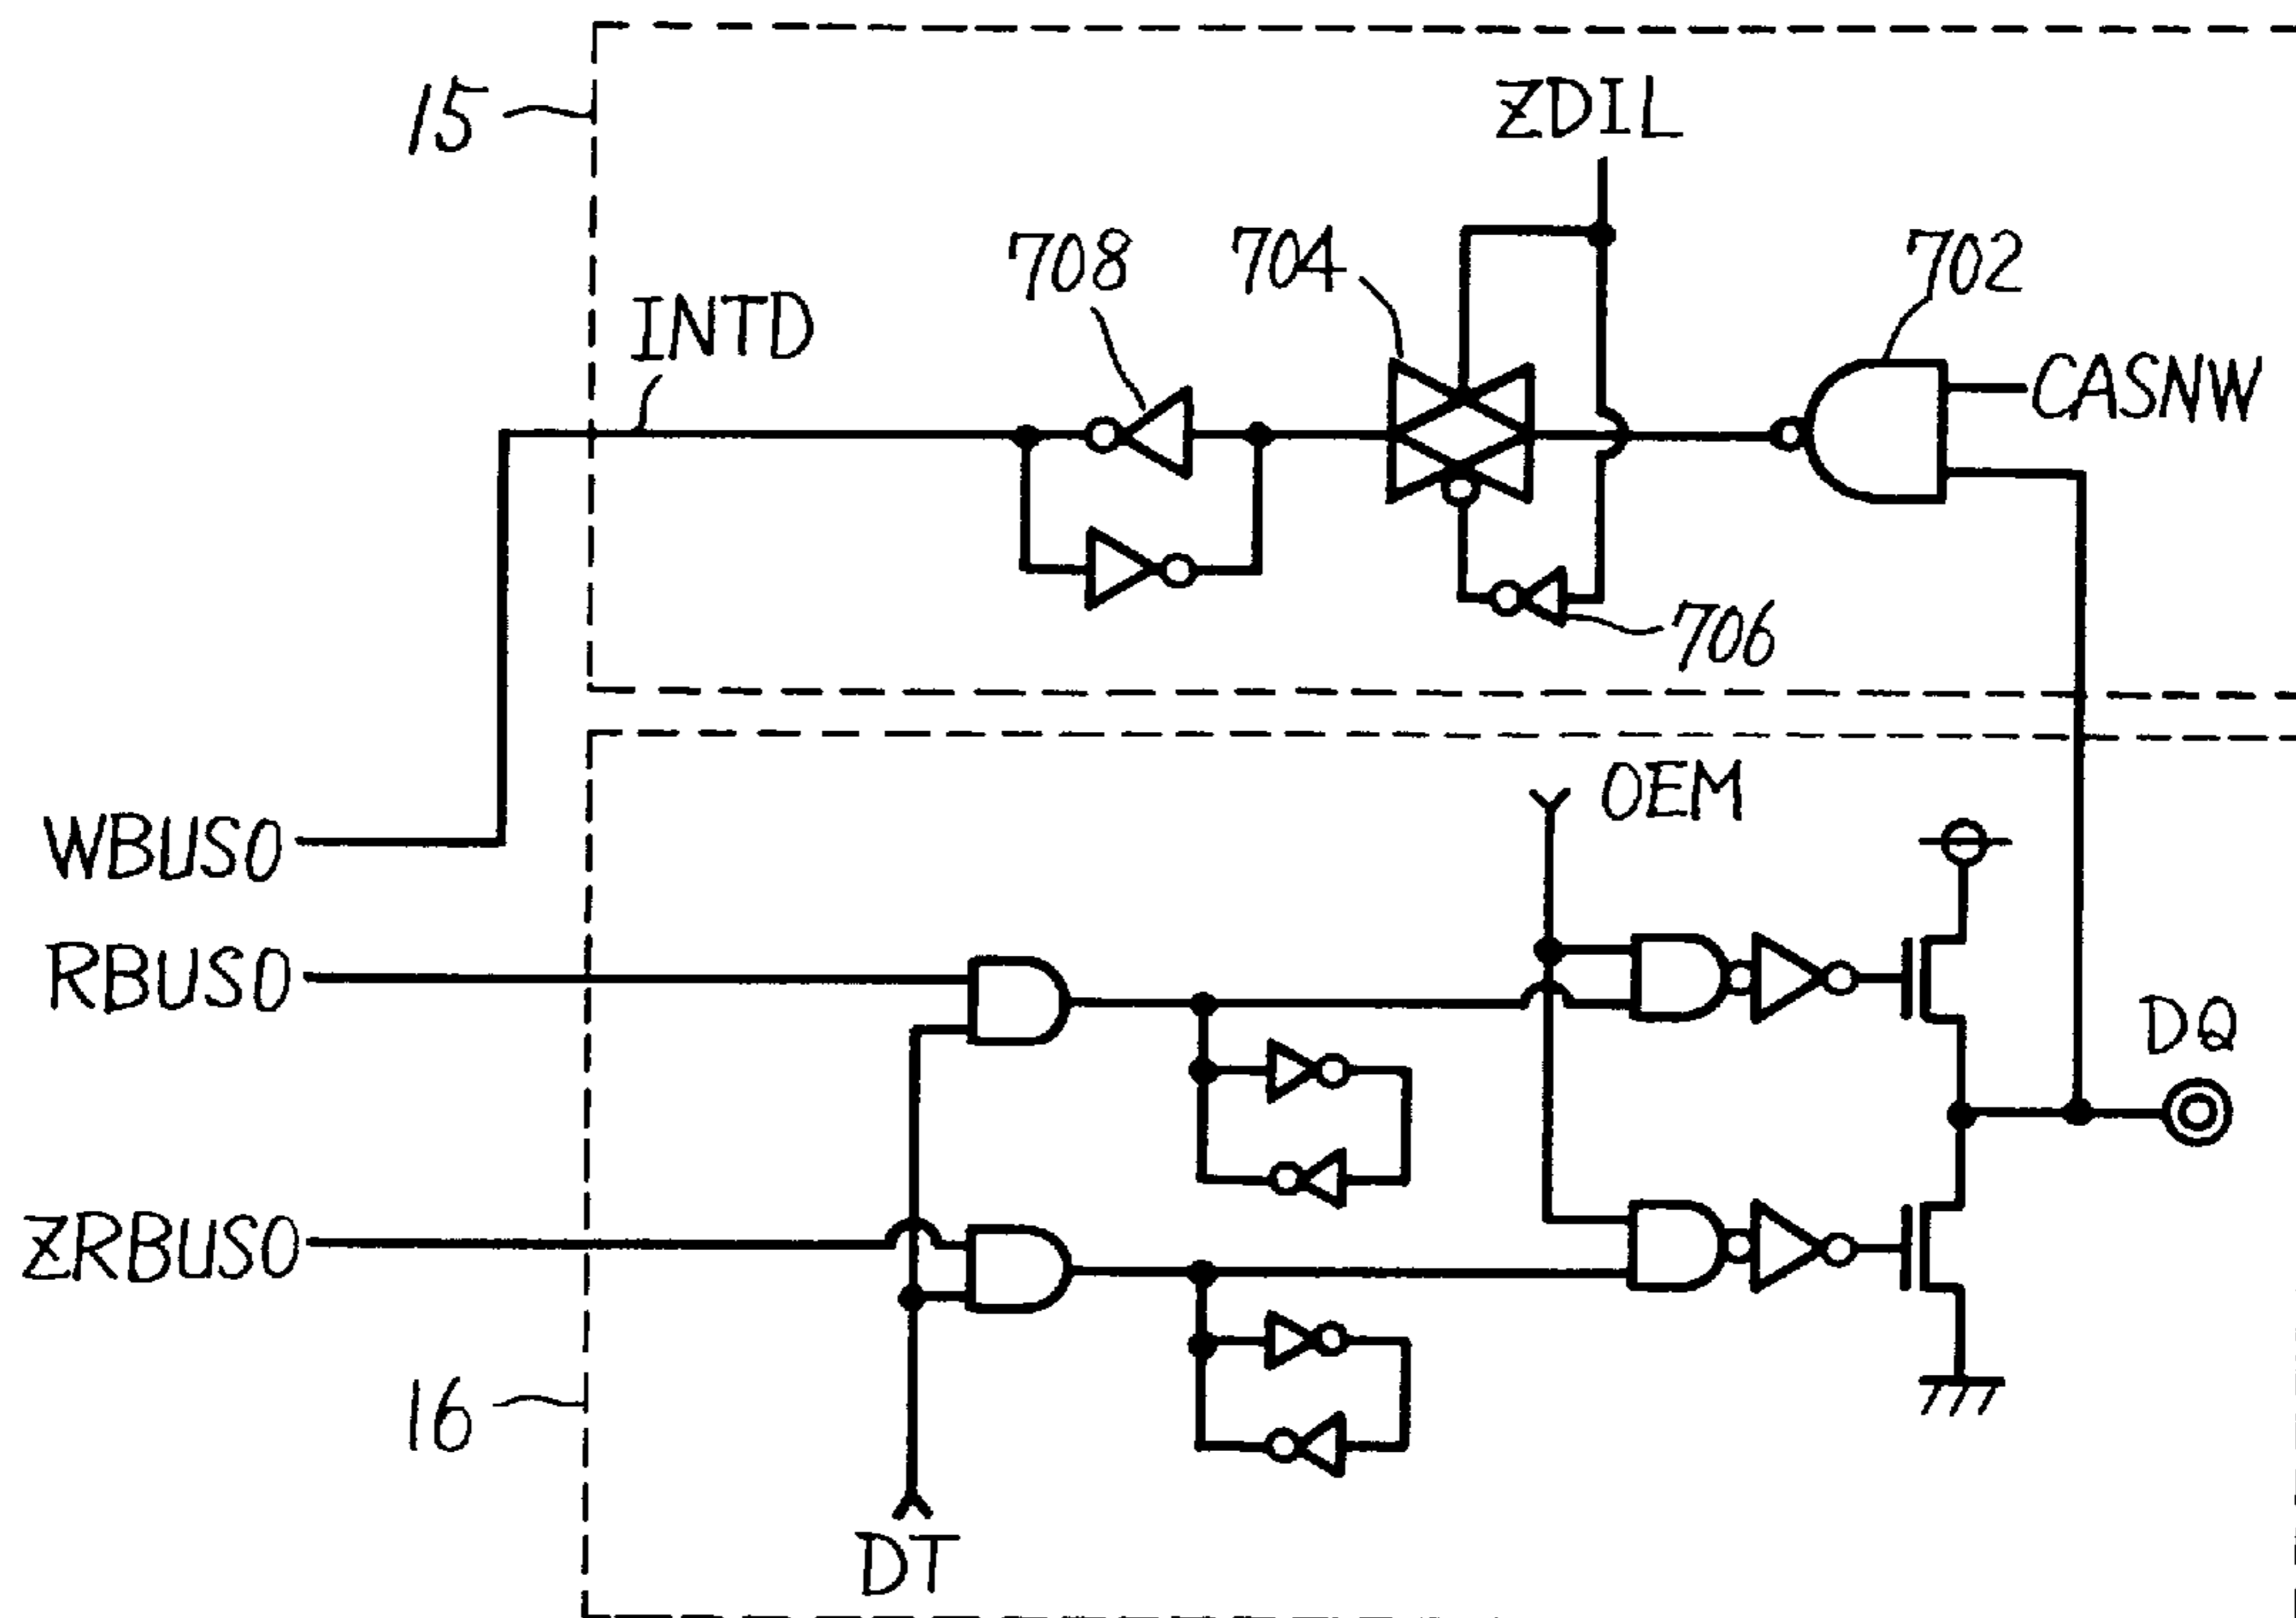 15
ZDIL
708
704
702
INTD
CASNW
706
WBUS0
OEM
RBUS0
DQ
ZRBUS0
16
DT